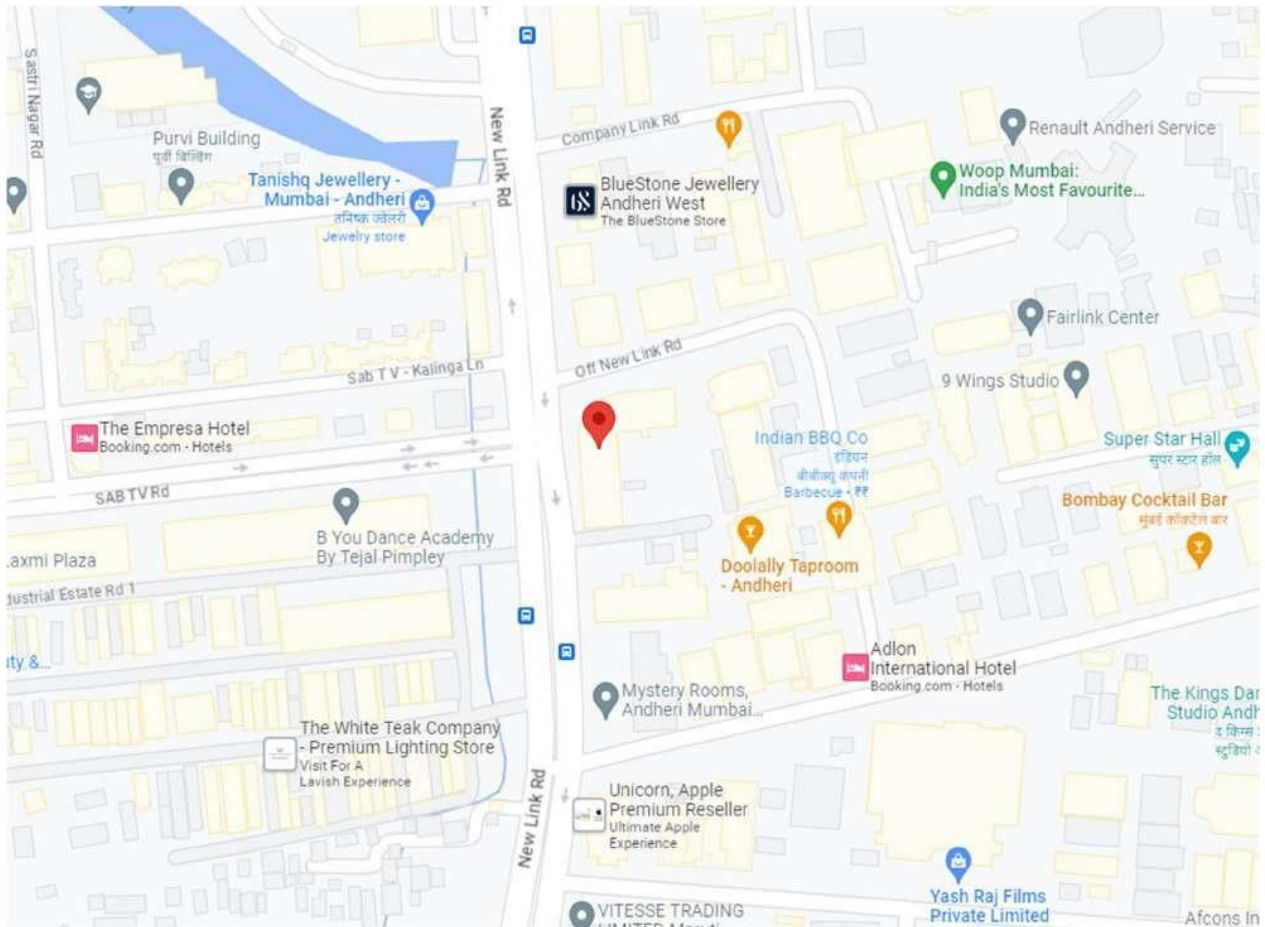 Sastri Nagar Rd
Purvi Building
पूर्वी बिल्डिंग
Tanishq Jewellery -
Mumbai - Andheri
तनिष्क ज्वेलरी
Jewelry store
New Link Rd
Company Link Rd
BlueStone Jewellery
Andheri West
The BlueStone Store
Renault Andheri Service
Woop Mumbai:
India's Most Favourite...
Fairlink Center
Off New Link Rd
Sab T V - Kalinga Ln
9 Wings Studio
The Empresa Hotel
Booking.com - Hotels
Indian BBQ Co
इंडियन
बीबीक्यू कंपनी
Barbecue - ₹₹
Super Star Hall
सुपर स्टार हॉल
SAB TV Rd
Bombay Cocktail Bar
मुंबई कॉकटेल बार
B You Dance Academy
By Tejal Pimpley
axmi Plaza
Doolally Taproom
- Andheri
dustrial Estate Rd 1
Adlon
International Hotel
Booking.com - Hotels
uty &...
Mystery Rooms,
Andheri Mumbai...
The Kings Dan
Studio Andh
द किंग्स
स्टुडियो
The White Teak Company
- Premium Lighting Store
Visit For A
Lavish Experience
New Link Rd
Unicorn, Apple
Premium Reseller
Ultimate Apple
Experience
Yash Raj Films
Private Limited
VITESSE TRADING
Afcons In